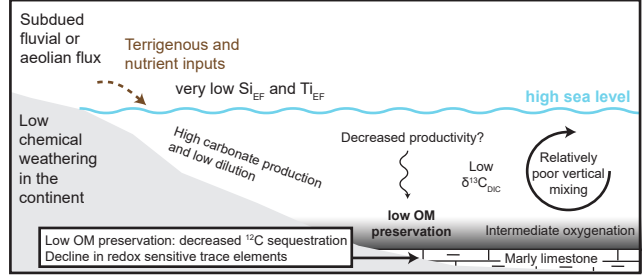 Subdued
fluvial or
aeolian flux
Terrigenous and
nutrient inputs
very low Si_EF and Ti_EF
high sea level
Low
chemical
weathering
in the
continent
High carbonate production
and low dilution
Decreased productivity?
Low
δ¹³C_DIC
Relatively
poor vertical
mixing
low OM
preservation
Intermediate oxygenation
Low OM preservation: decreased ¹²C sequestration
Decline in redox sensitive trace elements
Marly limestone